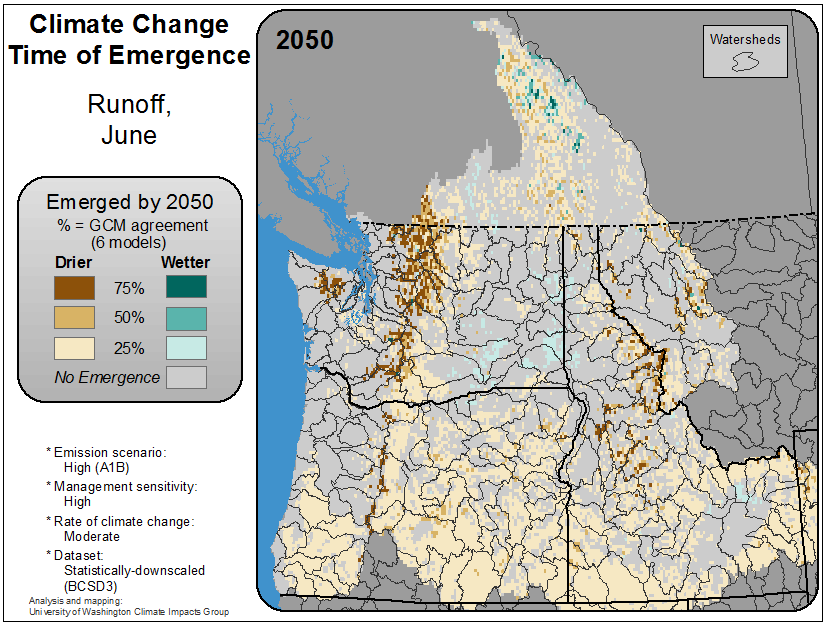 Climate Change
Time of Emergence
Runoff,
June
Emerged by 2050
% = GCM agreement
(6 models)
Drier Wetter
75%
50%
25%
No Emergence
* Emission scenario:
High (A1B)
* Management sensitivity:
High
* Rate of climate change:
Moderate
* Dataset:
Statistically-downscaled
(BCSD3)
Analysis and mapping:
University of Washington Climate Impacts Group
2050
Watersheds